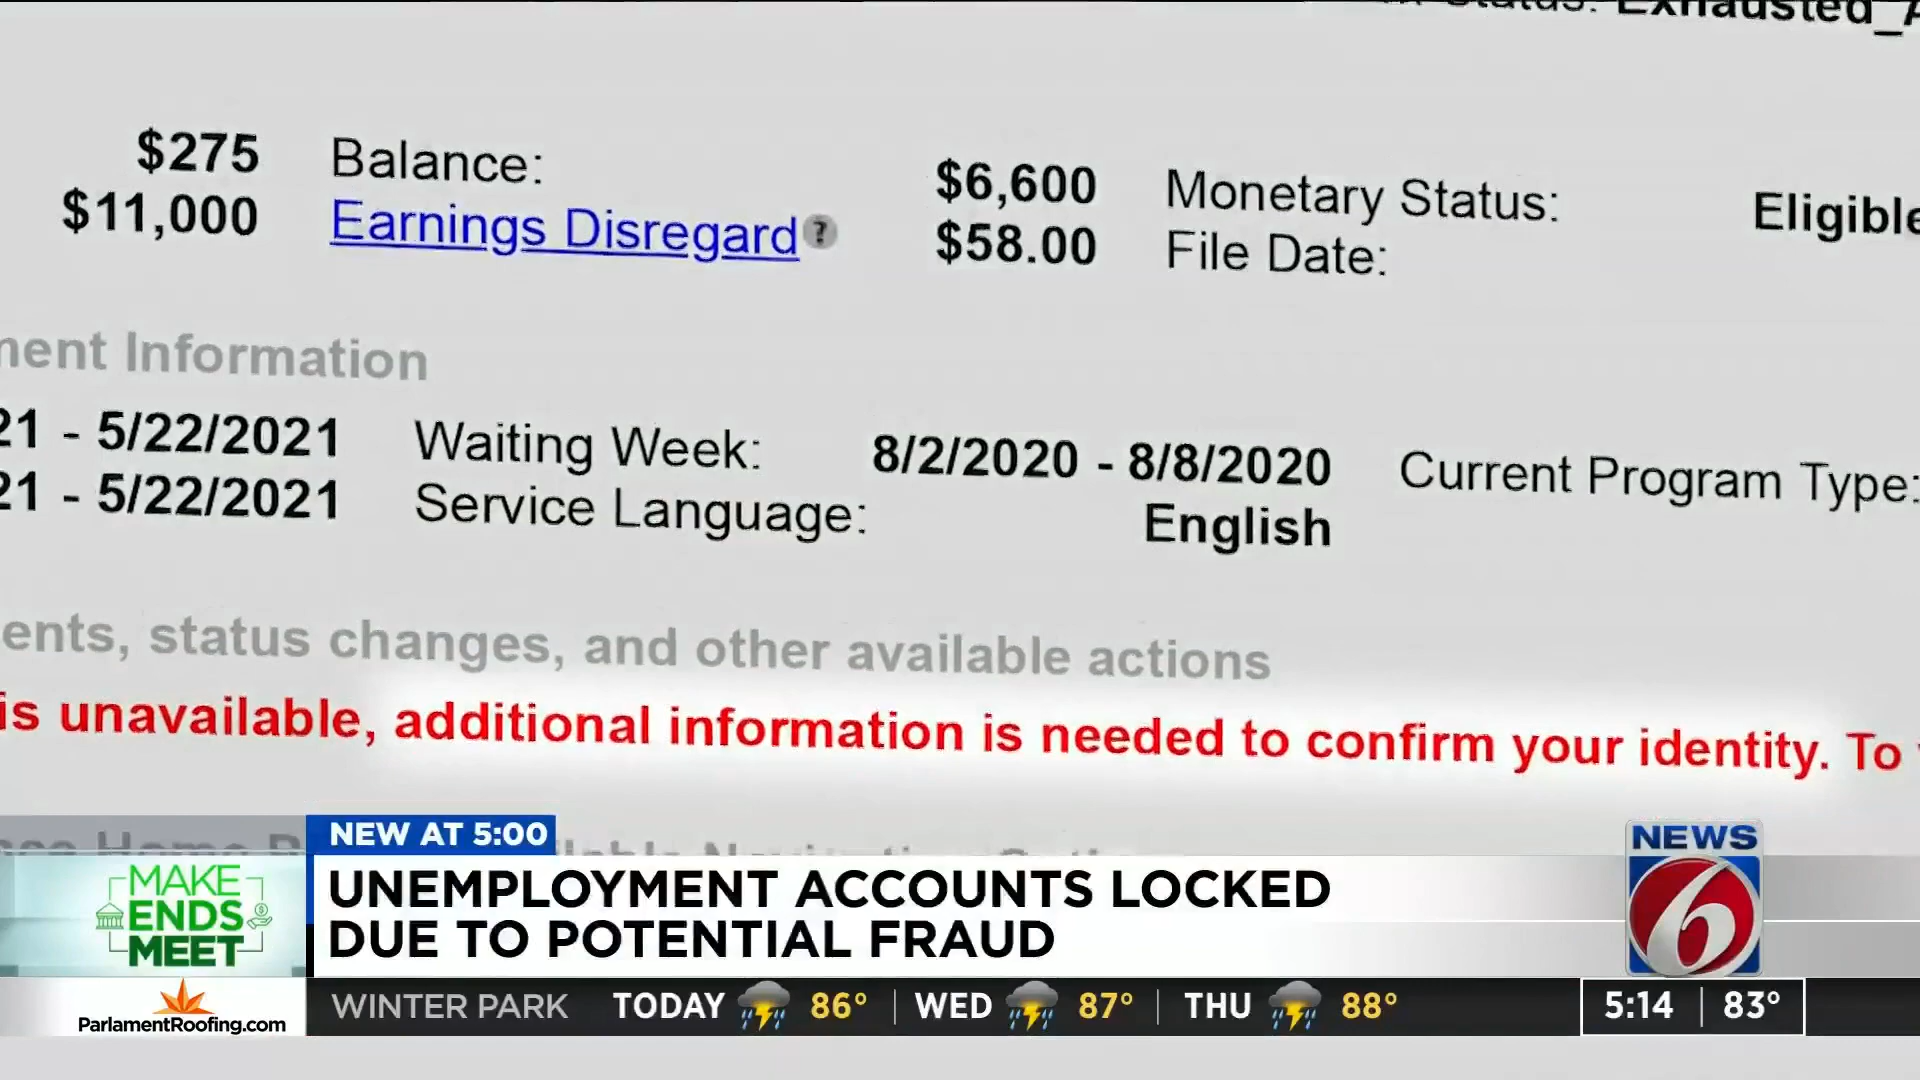 Exhausted_A
$275 Balance: $6,600 Monetary Status: Eligible
$11,000 Earnings Disregard ? $58.00 File Date:
ment Information
21 - 5/22/2021 Waiting Week: 8/2/2020 - 8/8/2020 Current Program Type:
21 - 5/22/2021 Service Language: English
ents, status changes, and other available actions
is unavailable, additional information is needed to confirm your identity. To
NEW AT 5:00
MAKE
ENDS
MEET
UNEMPLOYMENT ACCOUNTS LOCKED
DUE TO POTENTIAL FRAUD
NEWS
6
ParlamentRoofing.com
WINTER PARK TODAY 86° WED 87° THU 88° 5:14 83°